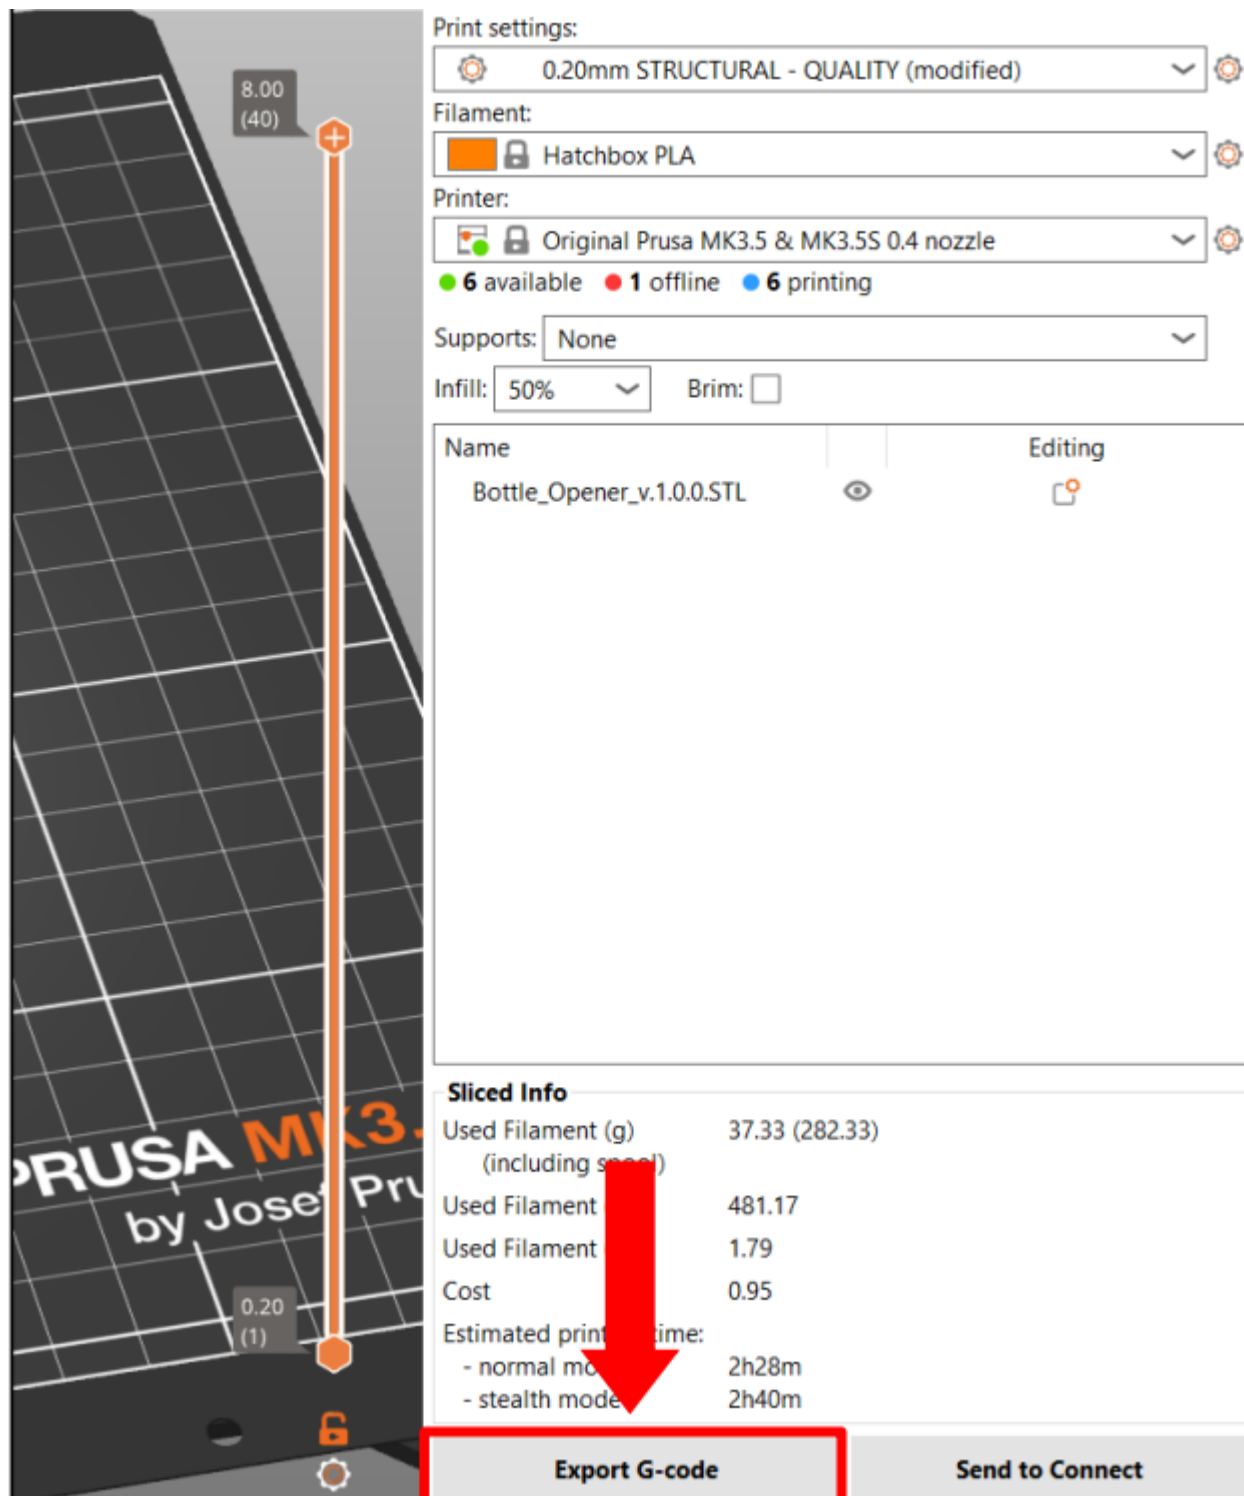 Print settings:
0.20mm STRUCTURAL - QUALITY (modified)
Filament:
Hatchbox PLA
Printer:
Original Prusa MK3.5 & MK3.5S 0.4 nozzle
6 available 1 offline 6 printing
Supports: None
Infill: 50% Brim:
Name Editing
Bottle_Opener_v.1.0.0.STL
8.00
(40)
PRUSA MK3.
by Josef Pru
0.20
(1)
Sliced Info
Used Filament (g) 37.33 (282.33)
(including
Used Filament 481.17
Used Filament 1.79
Cost 0.95
Estimated
- normal 2h28m
- stealth mode 2h40m
Export G-code Send to Connect